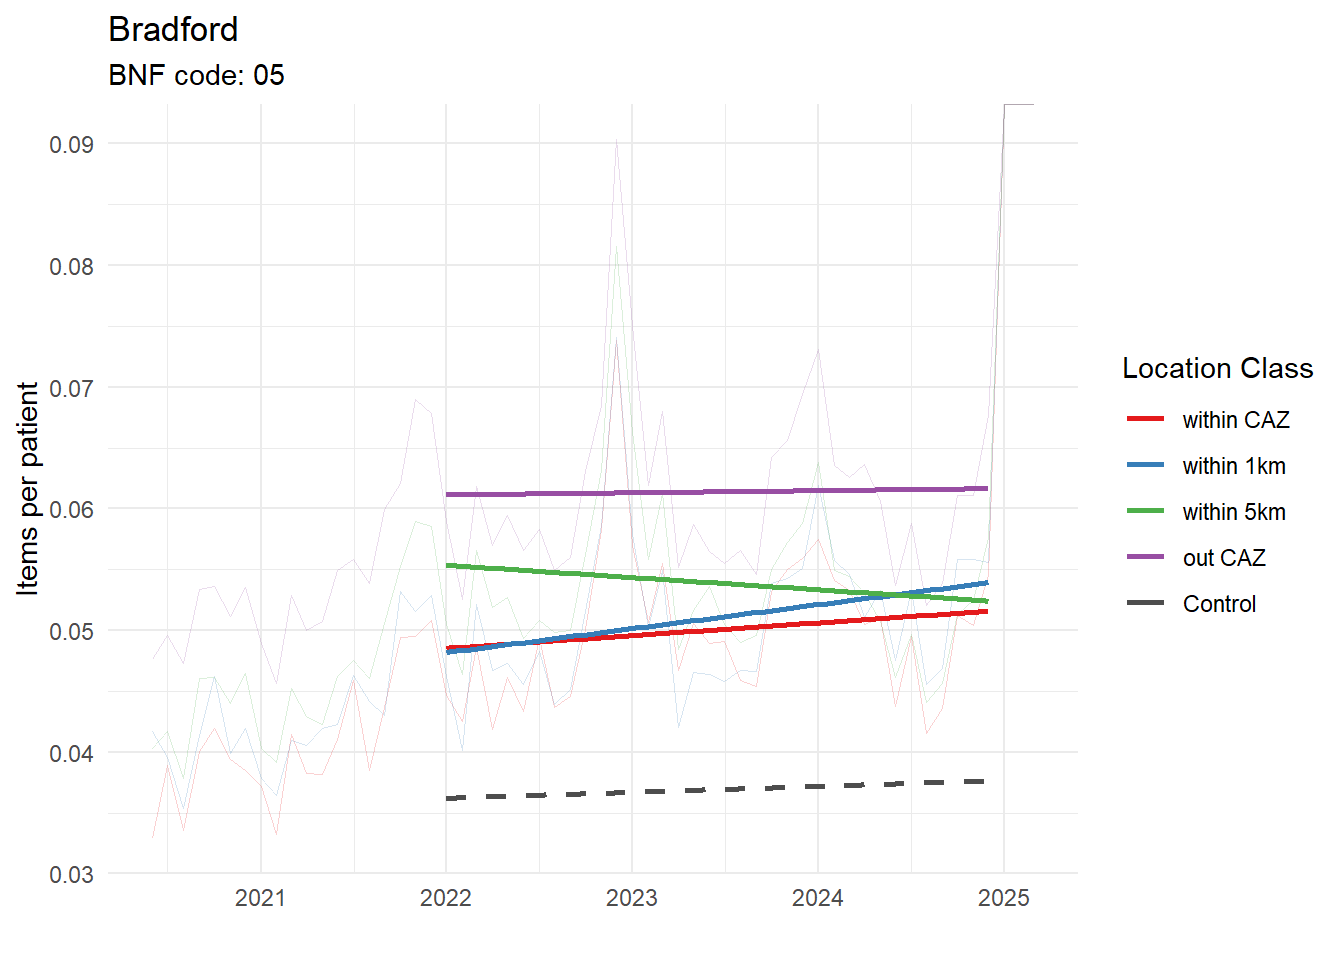 Bradford
BNF code: 05
Items per patient
0.09
0.08
0.07
0.06
0.05
0.04
0.03
2021
2022
2023
2024
2025
Location Class
within CAZ
within 1km
within 5km
out CAZ
Control